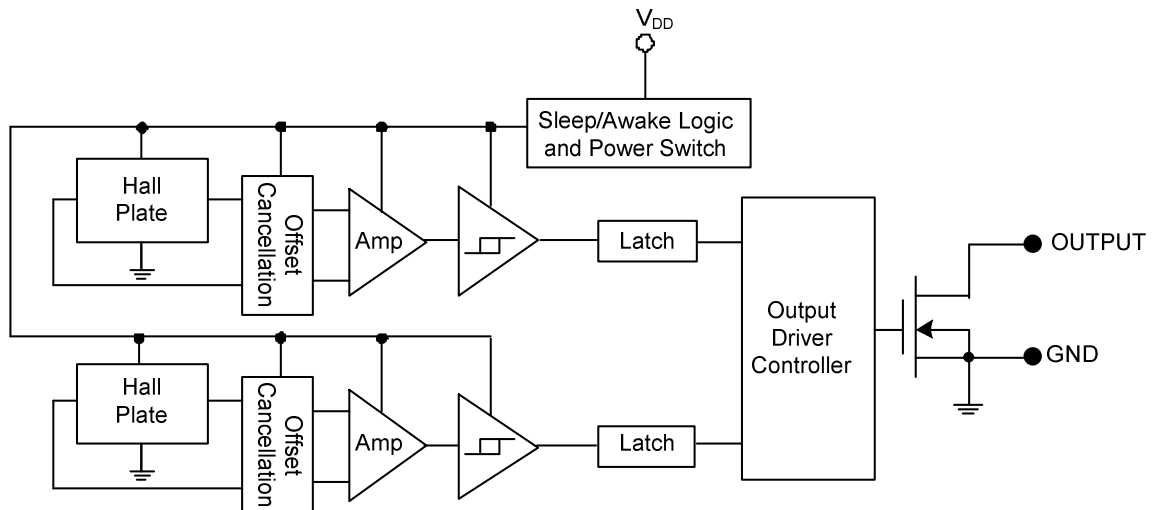 VDD
Sleep/Awake Logic
and Power Switch
Hall
Plate
Offset
Cancellation
Amp
Latch
Output
Driver
Controller
OUTPUT
GND
Hall
Plate
Offset
Cancellation
Amp
Latch